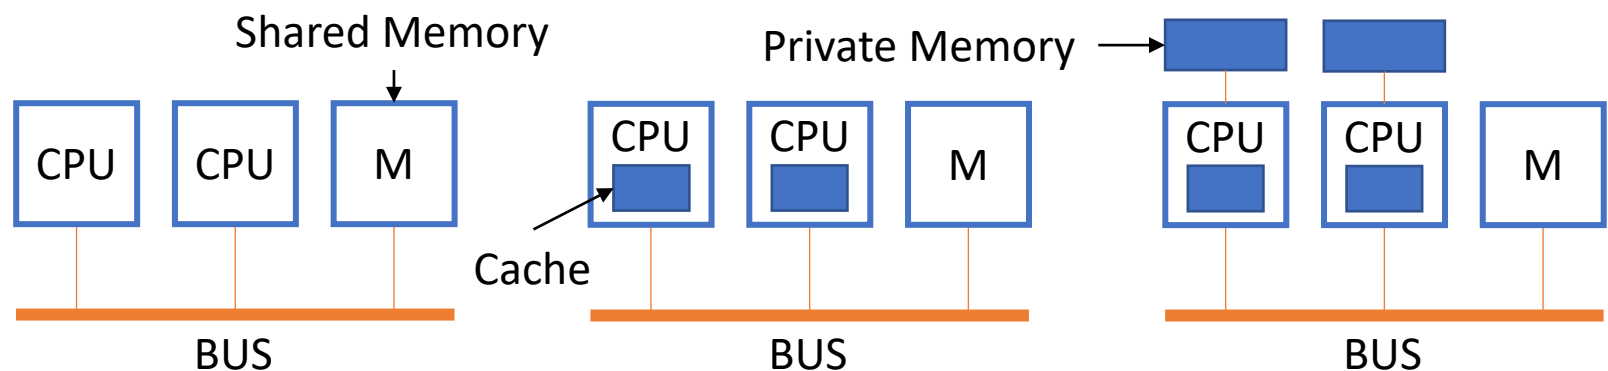 Shared Memory
CPU
CPU
M
BUS
CPU
CPU
M
Cache
BUS
Private Memory
CPU
CPU
M
BUS